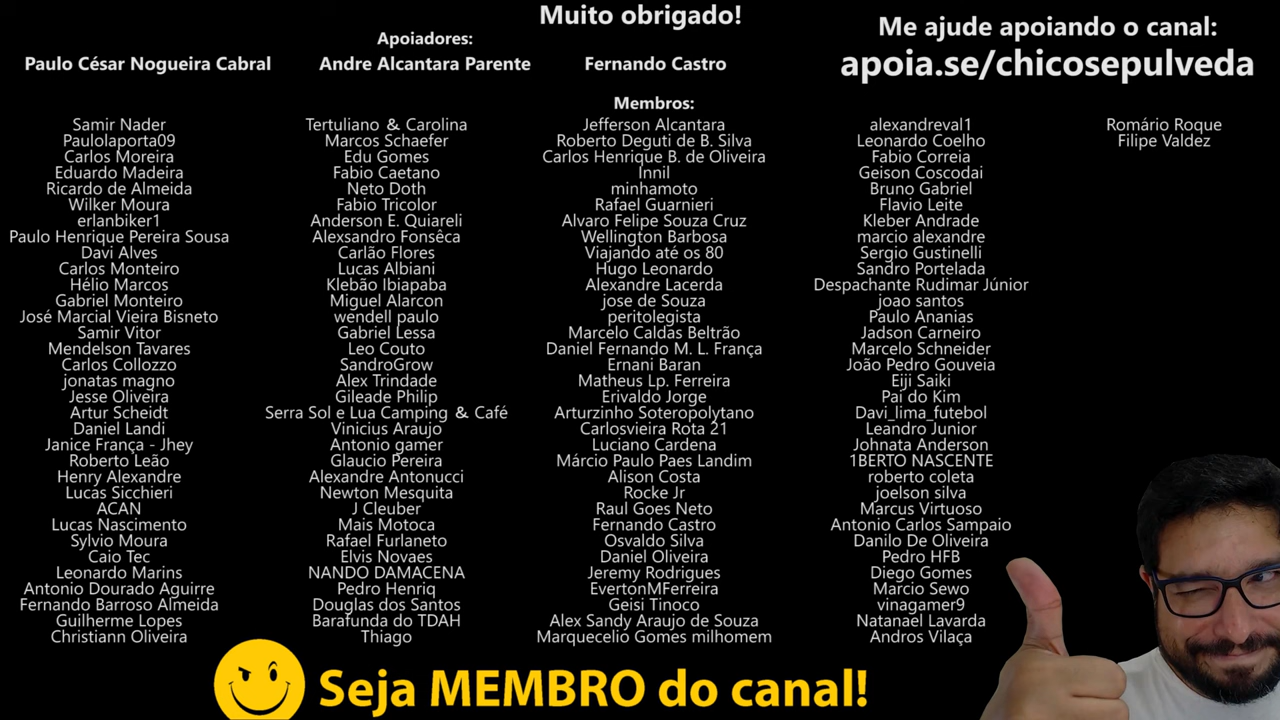 Muito obrigado!
Me ajude apoiando o canal:
apoia.se/chicosepulveda
Apoiadores:
Paulo César Nogueira Cabral
Andre Alcantara Parente
Fernando Castro
Membros:
Samir Nader
Paulolaporta09
Carlos Moreira
Eduardo Madeira
Ricardo de Almeida
Wilker Moura
erlanbiker1
Paulo Henrique Pereira Sousa
Davi Alves
Carlos Monteiro
Hélio Marcos
Gabriel Monteiro
José Marcial Vieira Bisneto
Samir Vitor
Mendelson Tavares
Carlos Collozzo
jonatas magno
Jesse Oliveira
Artur Scheidt
Daniel Landi
Janice França - Jhey
Roberto Leão
Henry Alexandre
Lucas Sicchieri
ACAN
Lucas Nascimento
Sylvio Moura
Caio Tec
Leonardo Marins
Antonio Dourado Aguirre
Fernando Barroso Almeida
Guilherme Lopes
Christiann Oliveira
Tertuliano & Carolina
Marcos Schaefer
Edu Gomes
Fabio Caetano
Neto Doth
Fabio Tricolor
Anderson E. Quiareli
Alexsandro Fonsêca
Carlão Flores
Lucas Albiani
Klebão Ibiapaba
Miguel Alarcon
wendell paulo
Gabriel Lessa
Leo Couto
SandroGrow
Alex Trindade
Gileade Philip
Serra Sol e Lua Camping & Café
Vinicius Araujo
Antonio gamer
Glaucio Pereira
Alexandre Antonucci
Newton Mesquita
J Cleuber
Mais Motoca
Rafael Furlaneto
Elvis Novaes
NANDO DAMACENA
Pedro Henriq
Douglas dos Santos
Barafunda do TDAH
Thiago
Jefferson Alcantara
Roberto Deguti de B. Silva
Carlos Henrique B. de Oliveira
Innil
minhamoto
Rafael Guarnieri
Alvaro Felipe Souza Cruz
Wellington Barbosa
Viajando até os 80
Hugo Leonardo
Alexandre Lacerda
jose de Souza
peritolegista
Marcelo Caldas Beltrão
Daniel Fernando M. L. França
Ernani Baran
Matheus Lp. Ferreira
Erivaldo Jorge
Arturzinho Soteropolytano
Carlosvieira Rota 21
Luciano Cardena
Márcio Paulo Paes Landim
Alison Costa
Rocke Jr
Raul Goes Neto
Fernando Castro
Osvaldo Silva
Daniel Oliveira
Jeremy Rodrigues
EvertonMFerreira
Geisi Tinoco
Alex Sandy Araujo de Souza
Marquecelio Gomes milhomem
alexandreval1
Leonardo Coelho
Fabio Correia
Geison Coscodai
Bruno Gabriel
Flavio Leite
Kleber Andrade
marcio alexandre
Sergio Gustinelli
Sandro Portelada
Despachante Rudimar Júnior
joao santos
Paulo Ananias
Jadson Carneiro
Marcelo Schneider
João Pedro Gouveia
Eiji Saiki
Pai do Kim
Davi_lima_futebol
Leandro Junior
Johnata Anderson
1BERTO NASCENTE
roberto coleta
joelson silva
Marcus Virtuoso
Antonio Carlos Sampaio
Danilo De Oliveira
Pedro HFB
Diego Gomes
Marcio Sewo
vinagamer9
Natanael Lavarda
Andros Vilaça
Romário Roque
Filipe Valdez
Seja MEMBRO do canal!